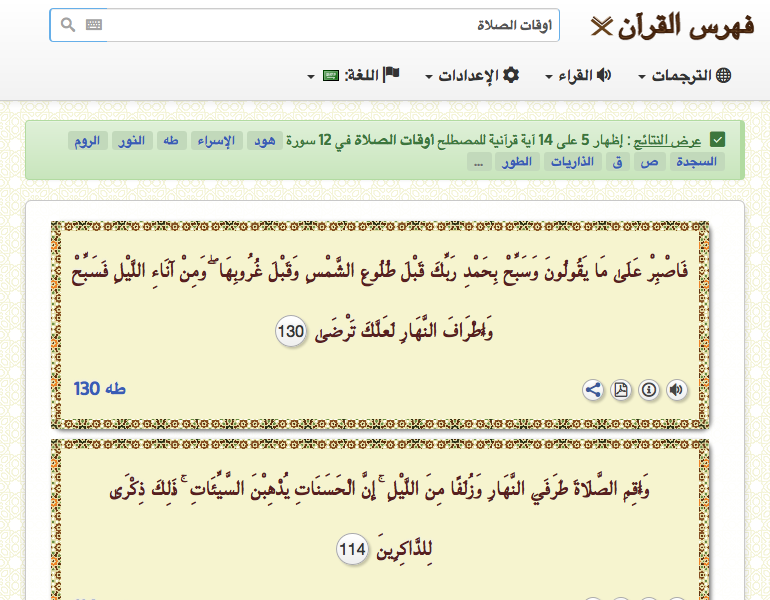 فهرس القرآن
اوقات الصلاة
الترجمات
القراء
الإعدادات
اللغة:
عرض النتائج : إظهار 5 على 14 آية قرآنية للمصطلح أوقات الصلاة في 12 سورة هود الإسراء طه النور الروم
السجدة ص ق الذاريات الطور ...
فَاصْبِرْ عَلَىٰ مَا يَقُولُونَ وَسَبِّحْ بِحَمْدِ رَبِّكَ قَبْلَ طُلُوعِ الشَّمْسِ وَقَبْلَ غُرُوبِهَا ۖ وَمِنْ آنَاءِ اللَّيْلِ فَسَبِّحْ
وَأَطْرَافَ النَّهَارِ لَعَلَّكَ تَرْضَىٰ 130
طه 130
وَأَقِمِ الصَّلَاةَ طَرَفَيِ النَّهَارِ وَزُلَفًا مِنَ اللَّيْلِ ۚ إِنَّ الْحَسَنَاتِ يُذْهِبْنَ السَّيِّئَاتِ ۚ ذَٰلِكَ ذِكْرَىٰ
لِلذَّاكِرِينَ 114